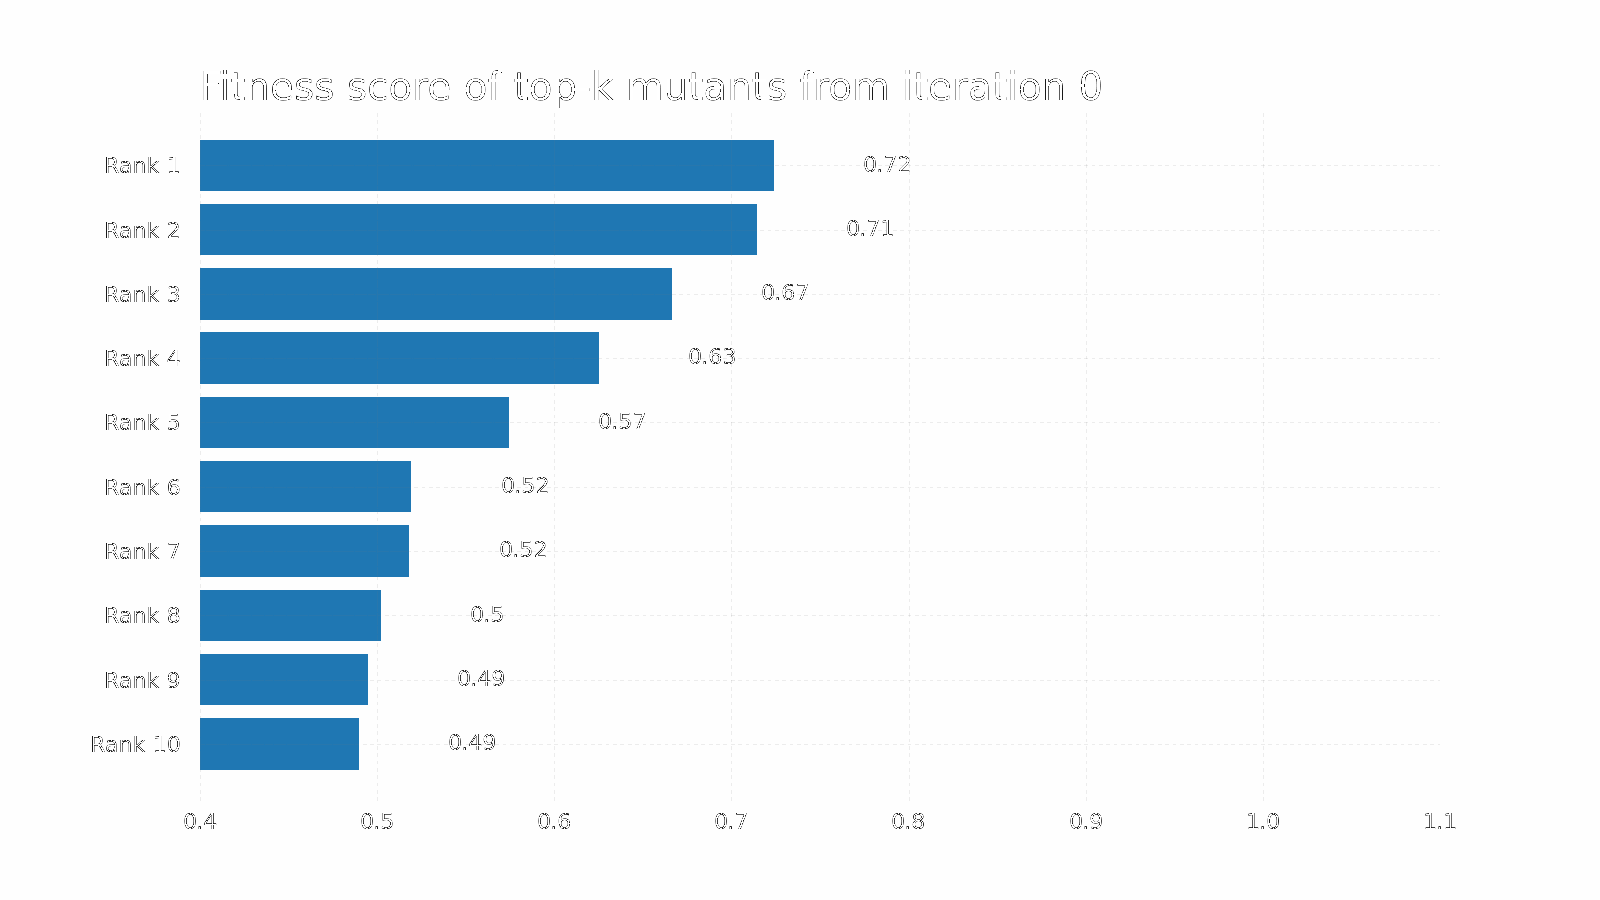 Fitness score of top-k mutants from iteration 0
Rank 1 0.72
Rank 2 0.71
Rank 3 0.67
Rank 4 0.63
Rank 5 0.57
Rank 6 0.52
Rank 7 0.52
Rank 8 0.5
Rank 9 0.49
Rank 10 0.49
0.4 0.5 0.6 0.7 0.8 0.9 1.0 1.1